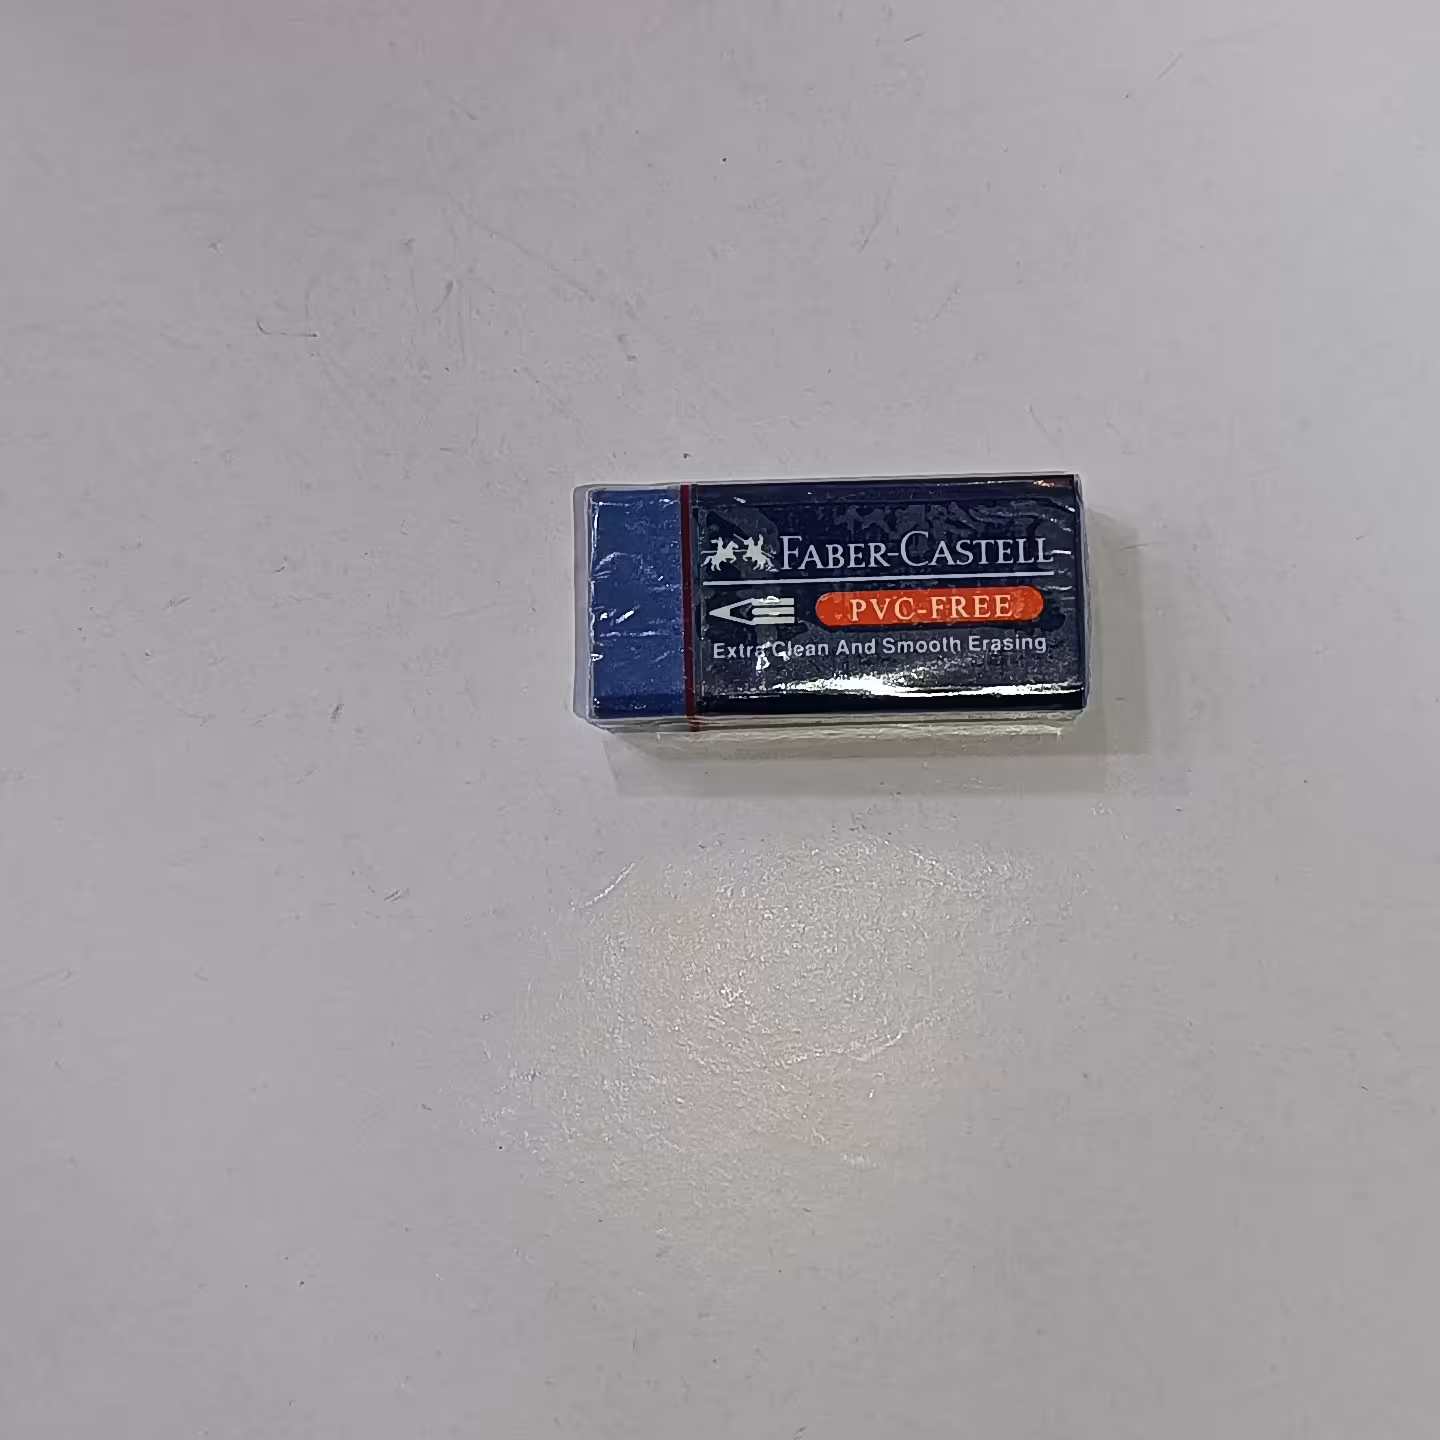 FABER-CASTELL
PVC-FREE
Extra Clean And Smooth Erasing